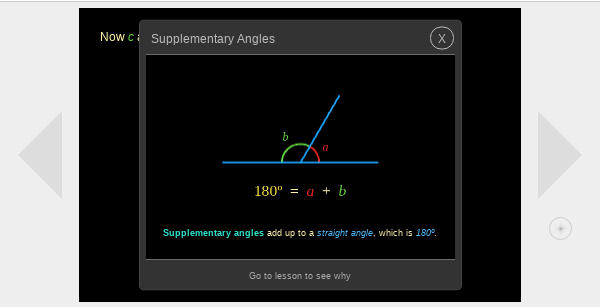 Now c
Supplementary Angles
X
b
a
180º = a + b
Supplementary angles add up to a straight angle, which is 180º.
Go to lesson to see why